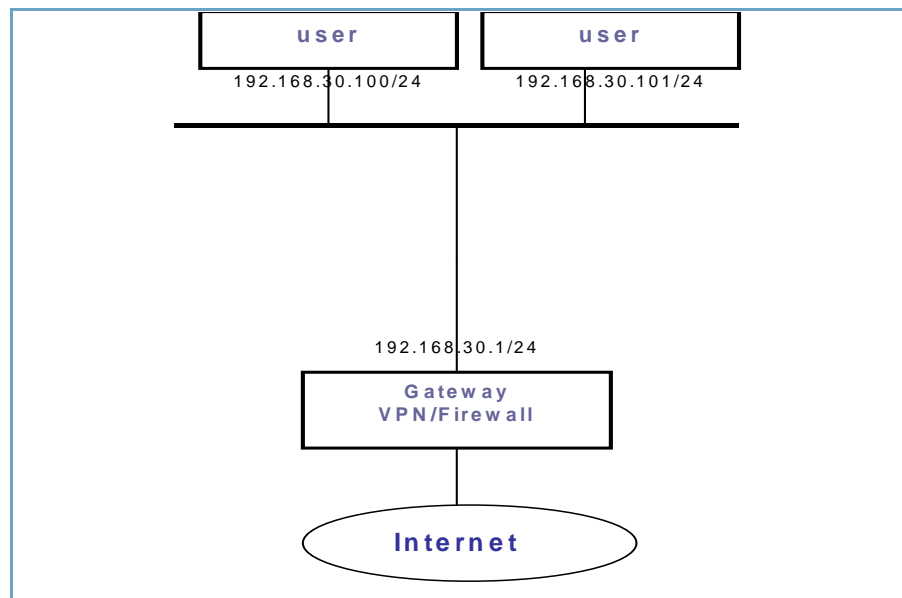 user
user
192.168.30.100/24
192.168.30.101/24
192.168.30.1/24
Gateway
VPN/Firewall
Internet